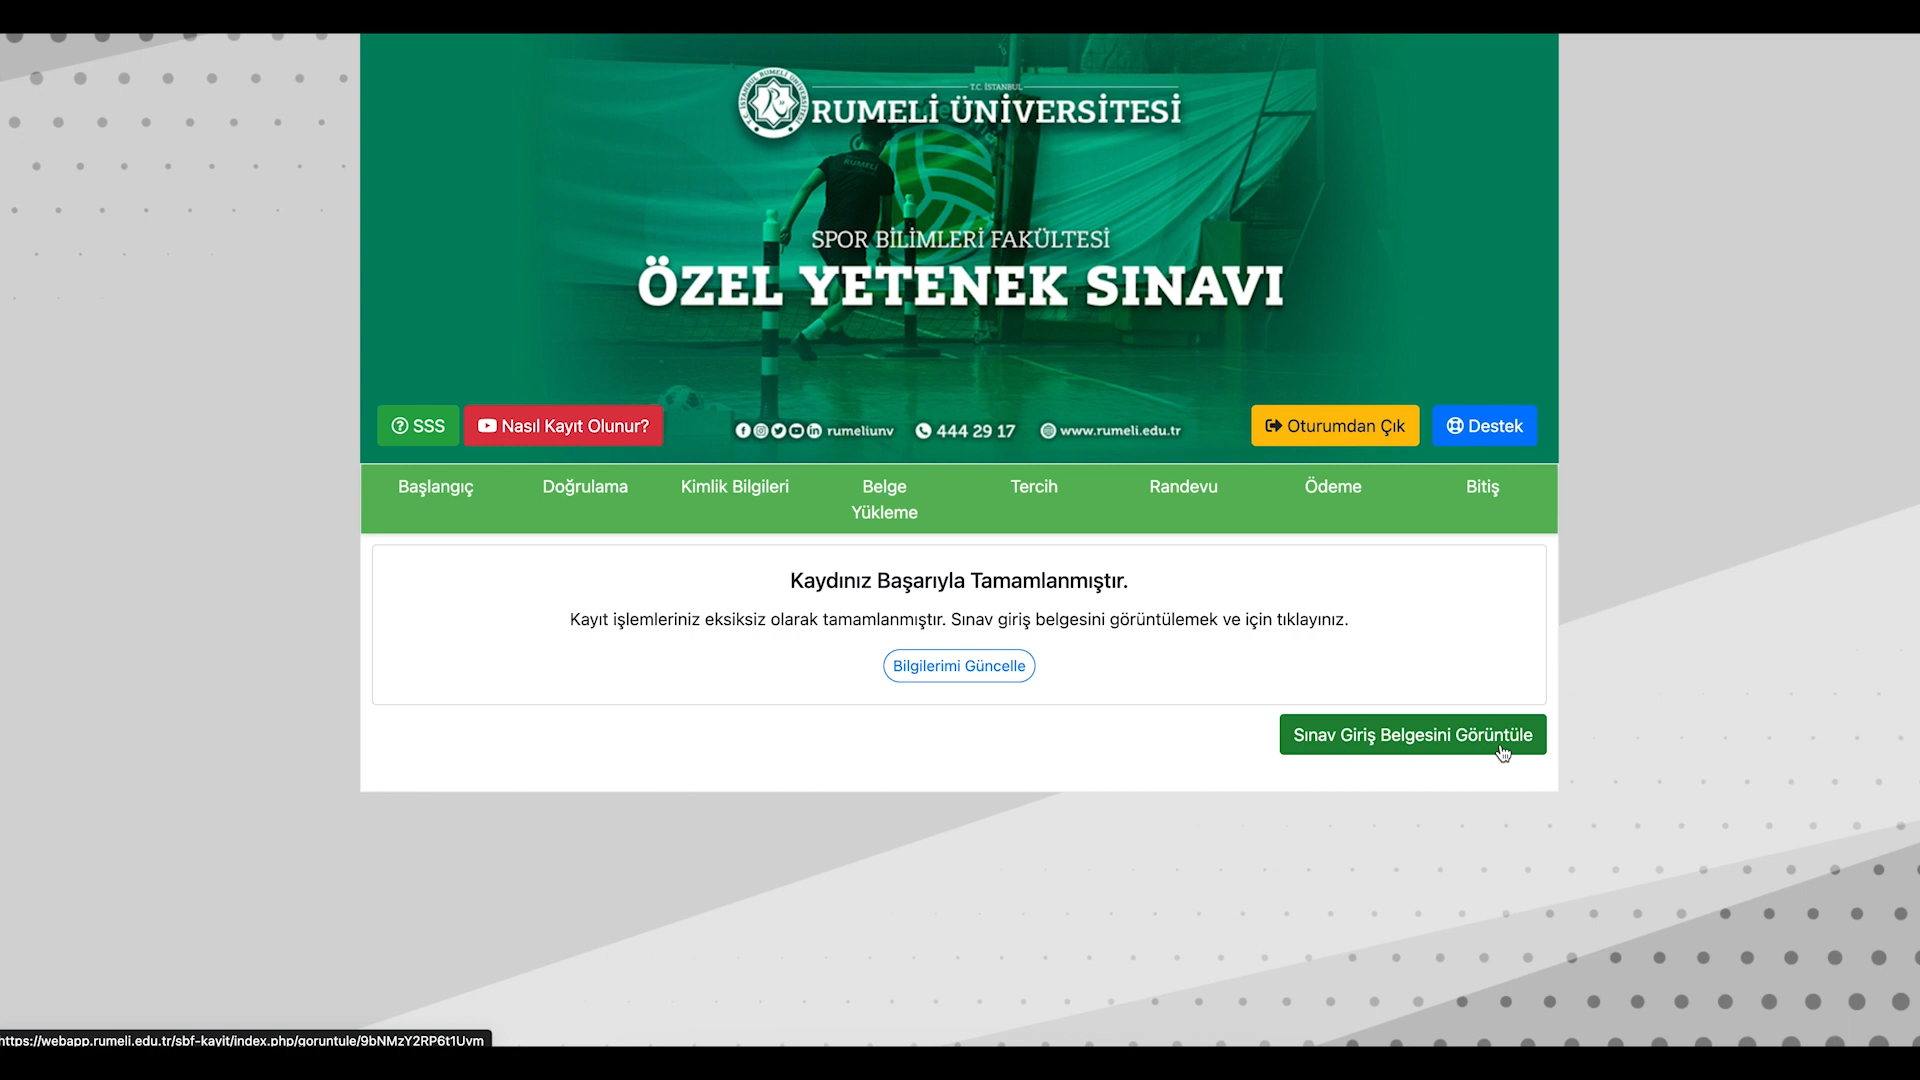 T.C. İSTANBUL
RUMELİ ÜNİVERSİTESİ
RUMELİ
SPOR BİLİMLERİ FAKÜLTESİ
ÖZEL YETENEK SINAVI
SSS
Nasıl Kayıt Olunur?
rumeliunv
444 29 17
www.rumeli.edu.tr
Oturumdan Çık
Destek
Başlangıç
Doğrulama
Kimlik Bilgileri
Belge
Yükleme
Tercih
Randevu
Ödeme
Bitiş
Kaydınız Başarıyla Tamamlanmıştır.
Kayıt işlemleriniz eksiksiz olarak tamamlanmıştır. Sınav giriş belgesini görüntülemek ve için tıklayınız.
Bilgilerimi Güncelle
Sınav Giriş Belgesini Görüntüle
https://webapp.rumeli.edu.tr/sbf-kayit/index.php/goruntule/9bNMzY2RP6t1Uvm